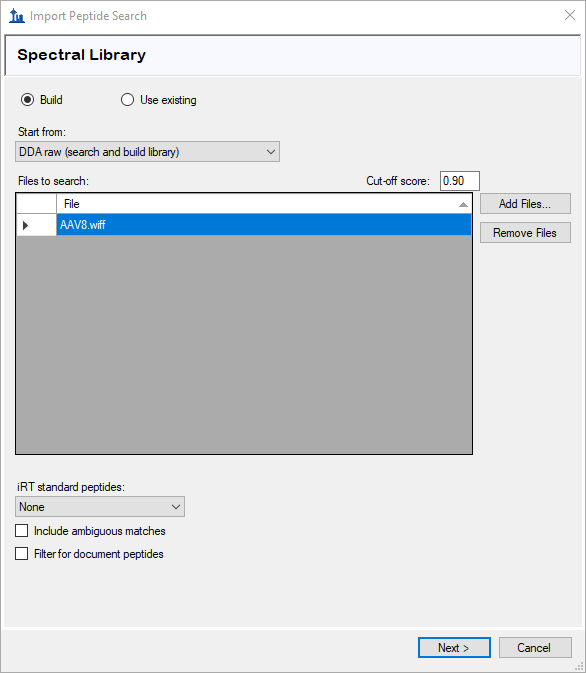 Import Peptide Search
Spectral Library
Build
Use existing
Start from:
DDA raw (search and build library)
Files to search:
Cut-off score:
0.90
File
Add Files...
AAV8.wiff
Remove Files
iRT standard peptides:
None
Include ambiguous matches
Filter for document peptides
Next >
Cancel